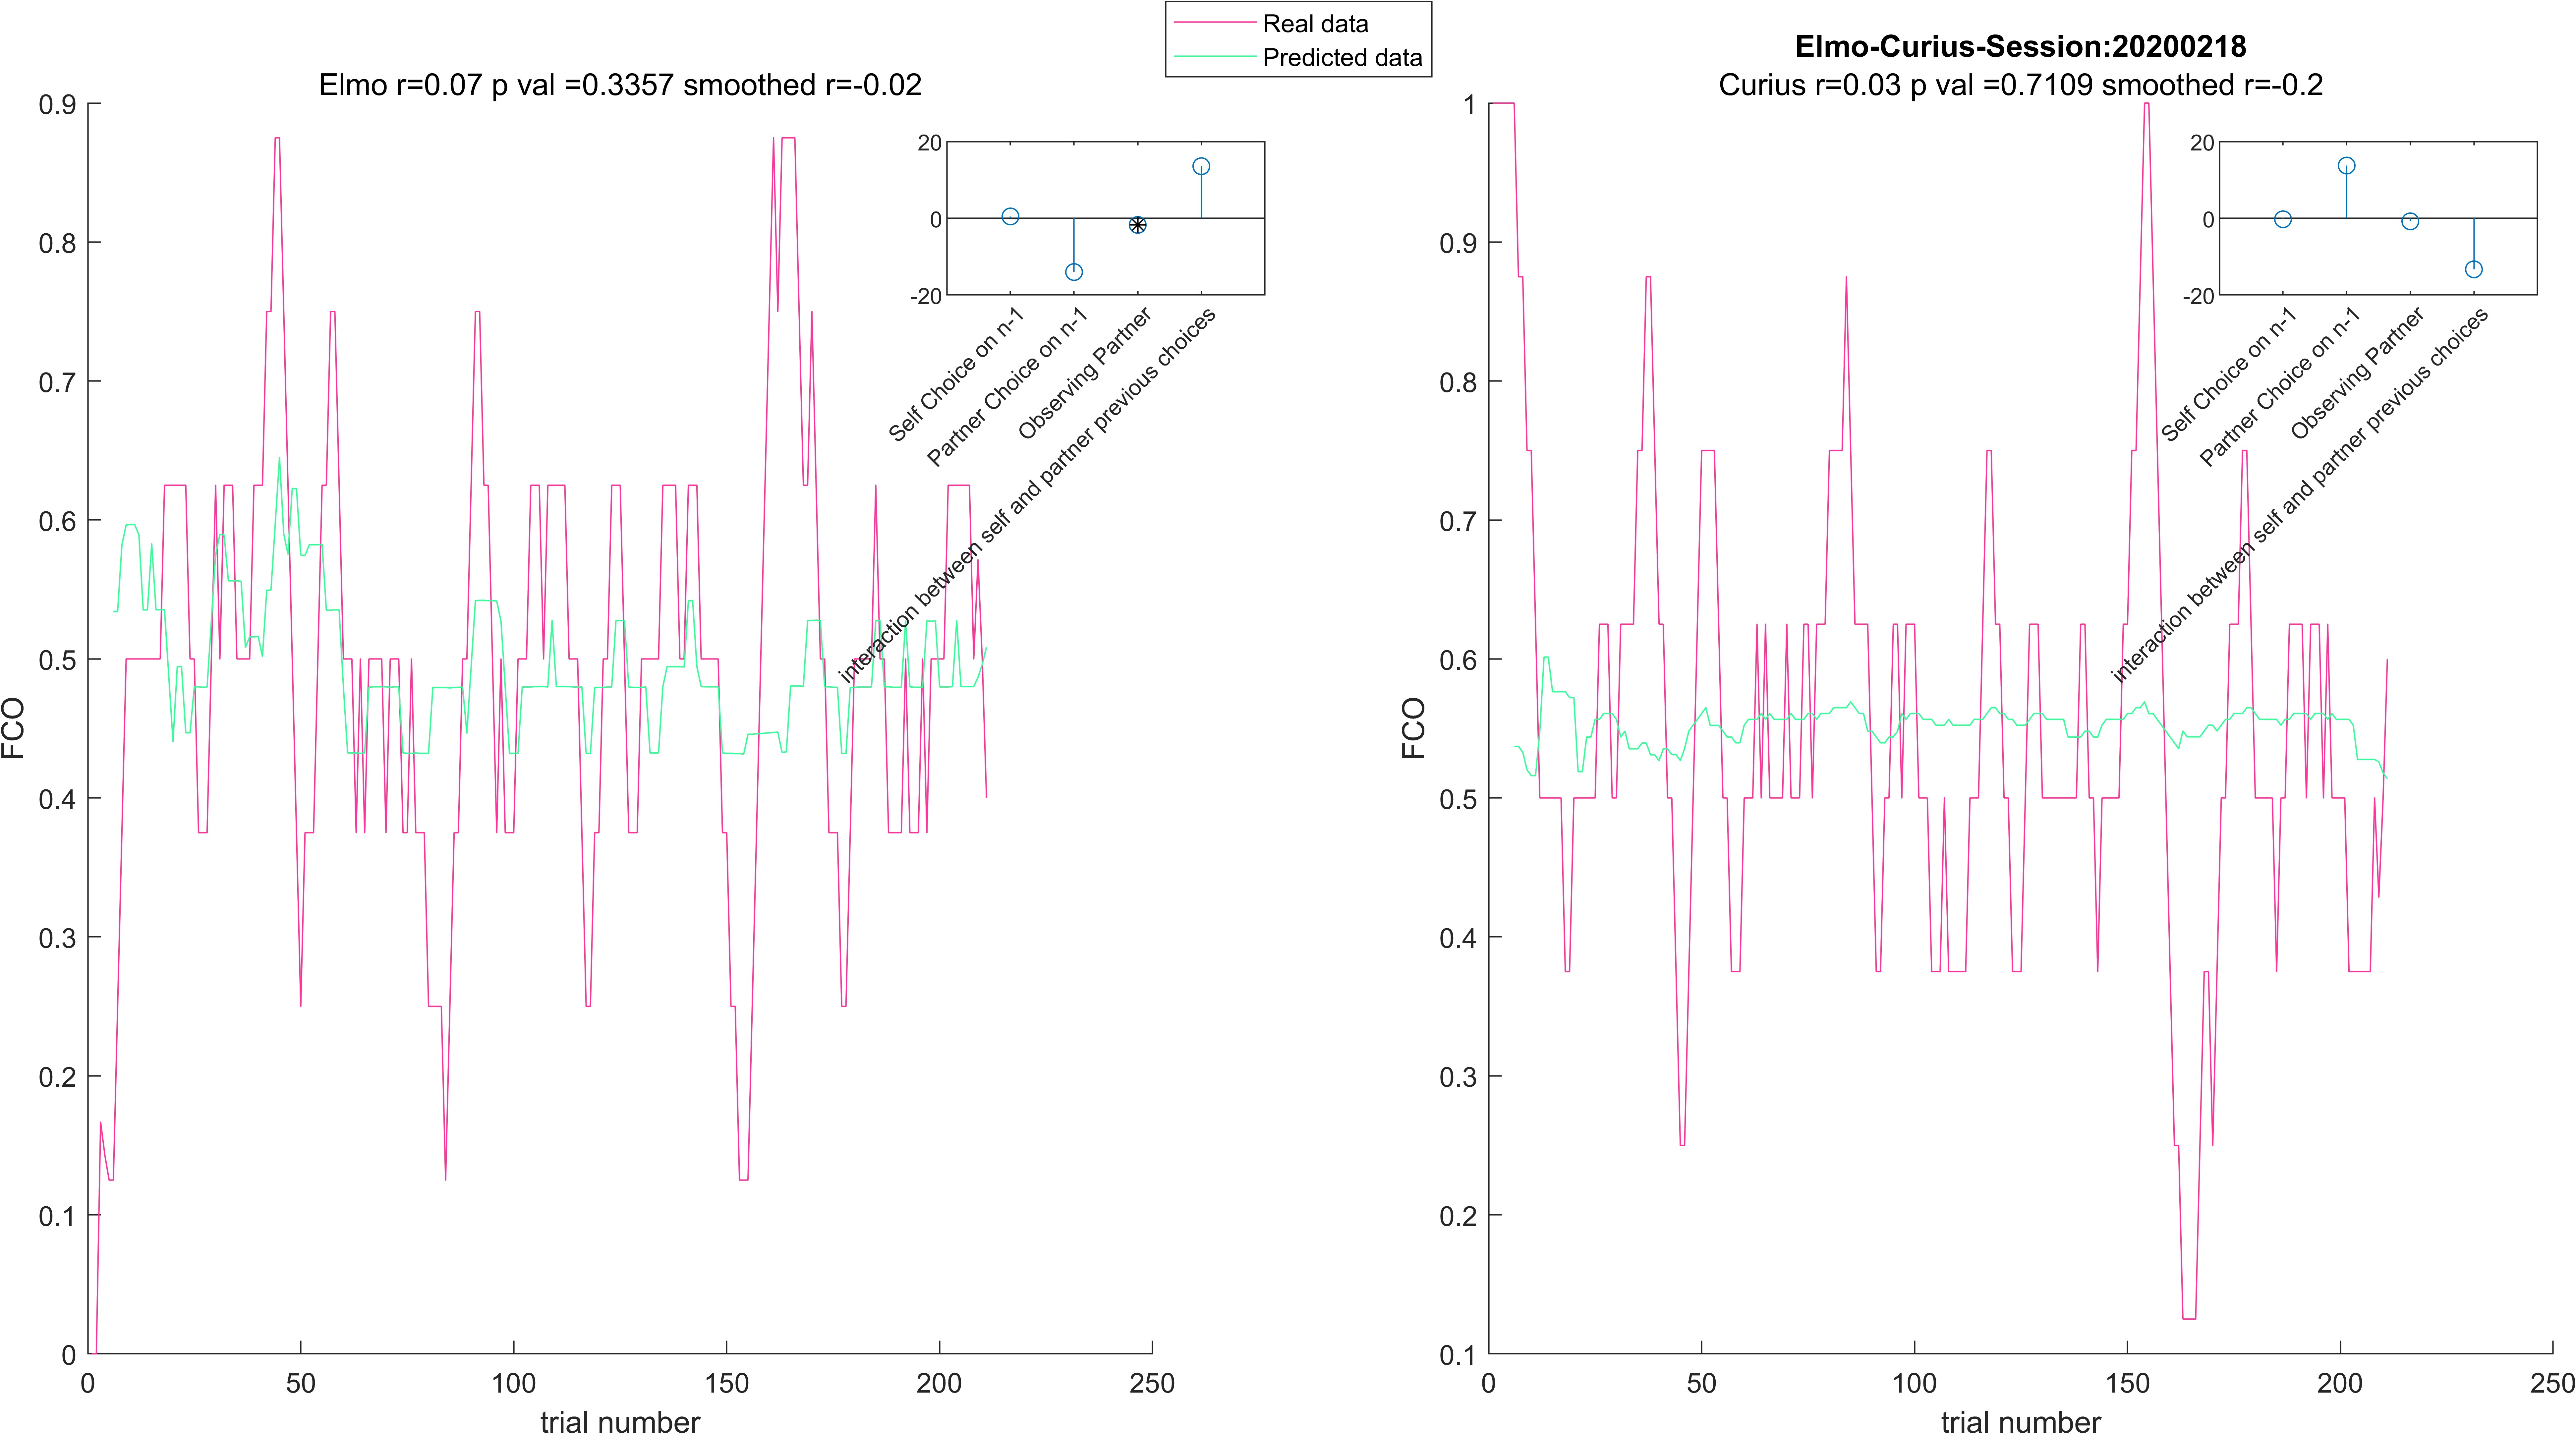 Real data
Predicted data
Elmo r=0.07 p val =0.3357 smoothed r=-0.02
0.9
0.8
0.7
0.6
0.5
0.4
0.3
0.2
0.1
0
FCO
0
50
100
150
200
250
trial number
20
0
-20
Self Choice on n-1
Partner Choice on n-1
Observing Partner
interaction between self and partner previous choices
Elmo-Curius-Session:20200218
Curius r=0.03 p val =0.7109 smoothed r=-0.2
1
0.9
0.8
0.7
0.6
0.5
0.4
0.3
0.2
0.1
FCO
0
50
100
150
200
250
trial number
20
0
-20
Self Choice on n-1
Partner Choice on n-1
Observing Partner
interaction between self and partner previous choices